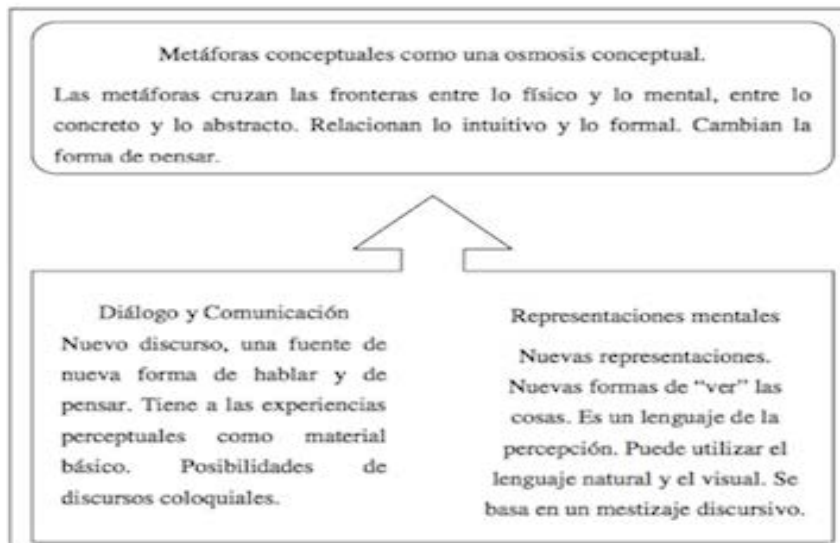 Metáforas conceptuales como una osmosis conceptual.
Las metáforas cruzan las fronteras entre lo físico y lo mental, entre lo
concreto y lo abstracto. Relacionan lo intuitivo y lo formal. Cambian la
forma de pensar.
Diálogo y Comunicación
Nuevo discurso, una fuente de
nueva forma de hablar y de
pensar. Tiene a las experiencias
perceptuales como material
básico. Posibilidades de
discursos coloquiales.
Representaciones mentales
Nuevas representaciones.
Nuevas formas de “ver” las
cosas. Es un lenguaje de la
percepción. Puede utilizar el
lenguaje natural y el visual. Se
basa en un mestizaje discursivo.